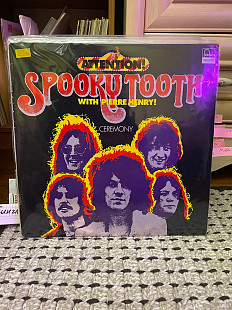 ATTENTION!
SPOOKY TOOTH
WITH PIERRE HENRY!
CEREMONY